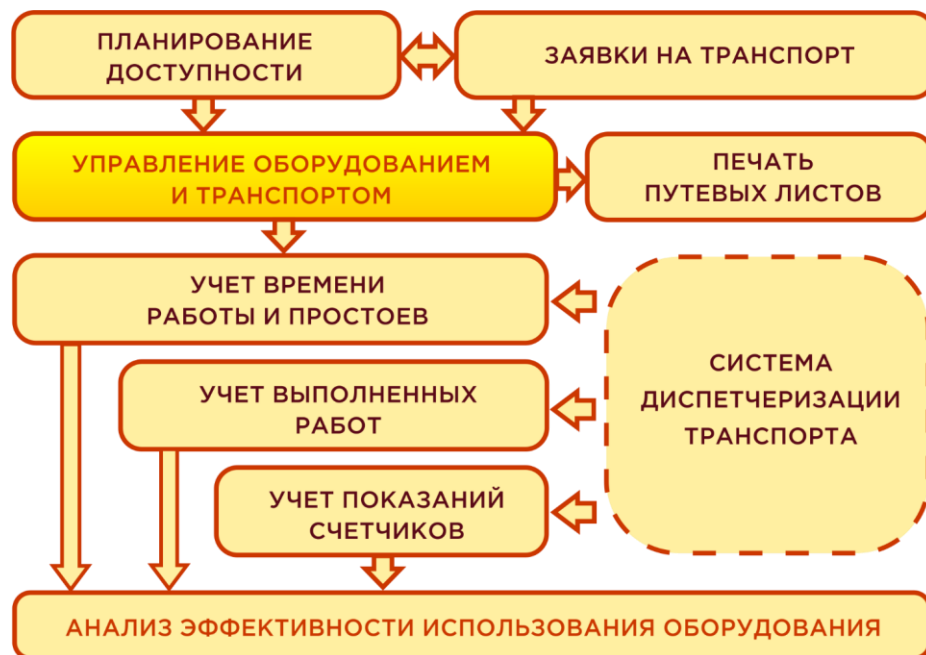 ПЛАНИРОВАНИЕ
ДОСТУПНОСТИ
ЗАЯВКИ НА ТРАНСПОРТ
УПРАВЛЕНИЕ ОБОРУДОВАНИЕМ
И ТРАНСПОРТОМ
ПЕЧАТЬ
ПУТЕВЫХ ЛИСТОВ
УЧЕТ ВРЕМЕНИ
РАБОТЫ И ПРОСТОЕВ
УЧЕТ ВЫПОЛНЕННЫХ
РАБОТ
УЧЕТ ПОКАЗАНИЙ
СЧЕТЧИКОВ
СИСТЕМА
ДИСПЕТЧЕРИЗАЦИИ
ТРАНСПОРТА
АНАЛИЗ ЭФФЕКТИВНОСТИ ИСПОЛЬЗОВАНИЯ ОБОРУДОВАНИЯ